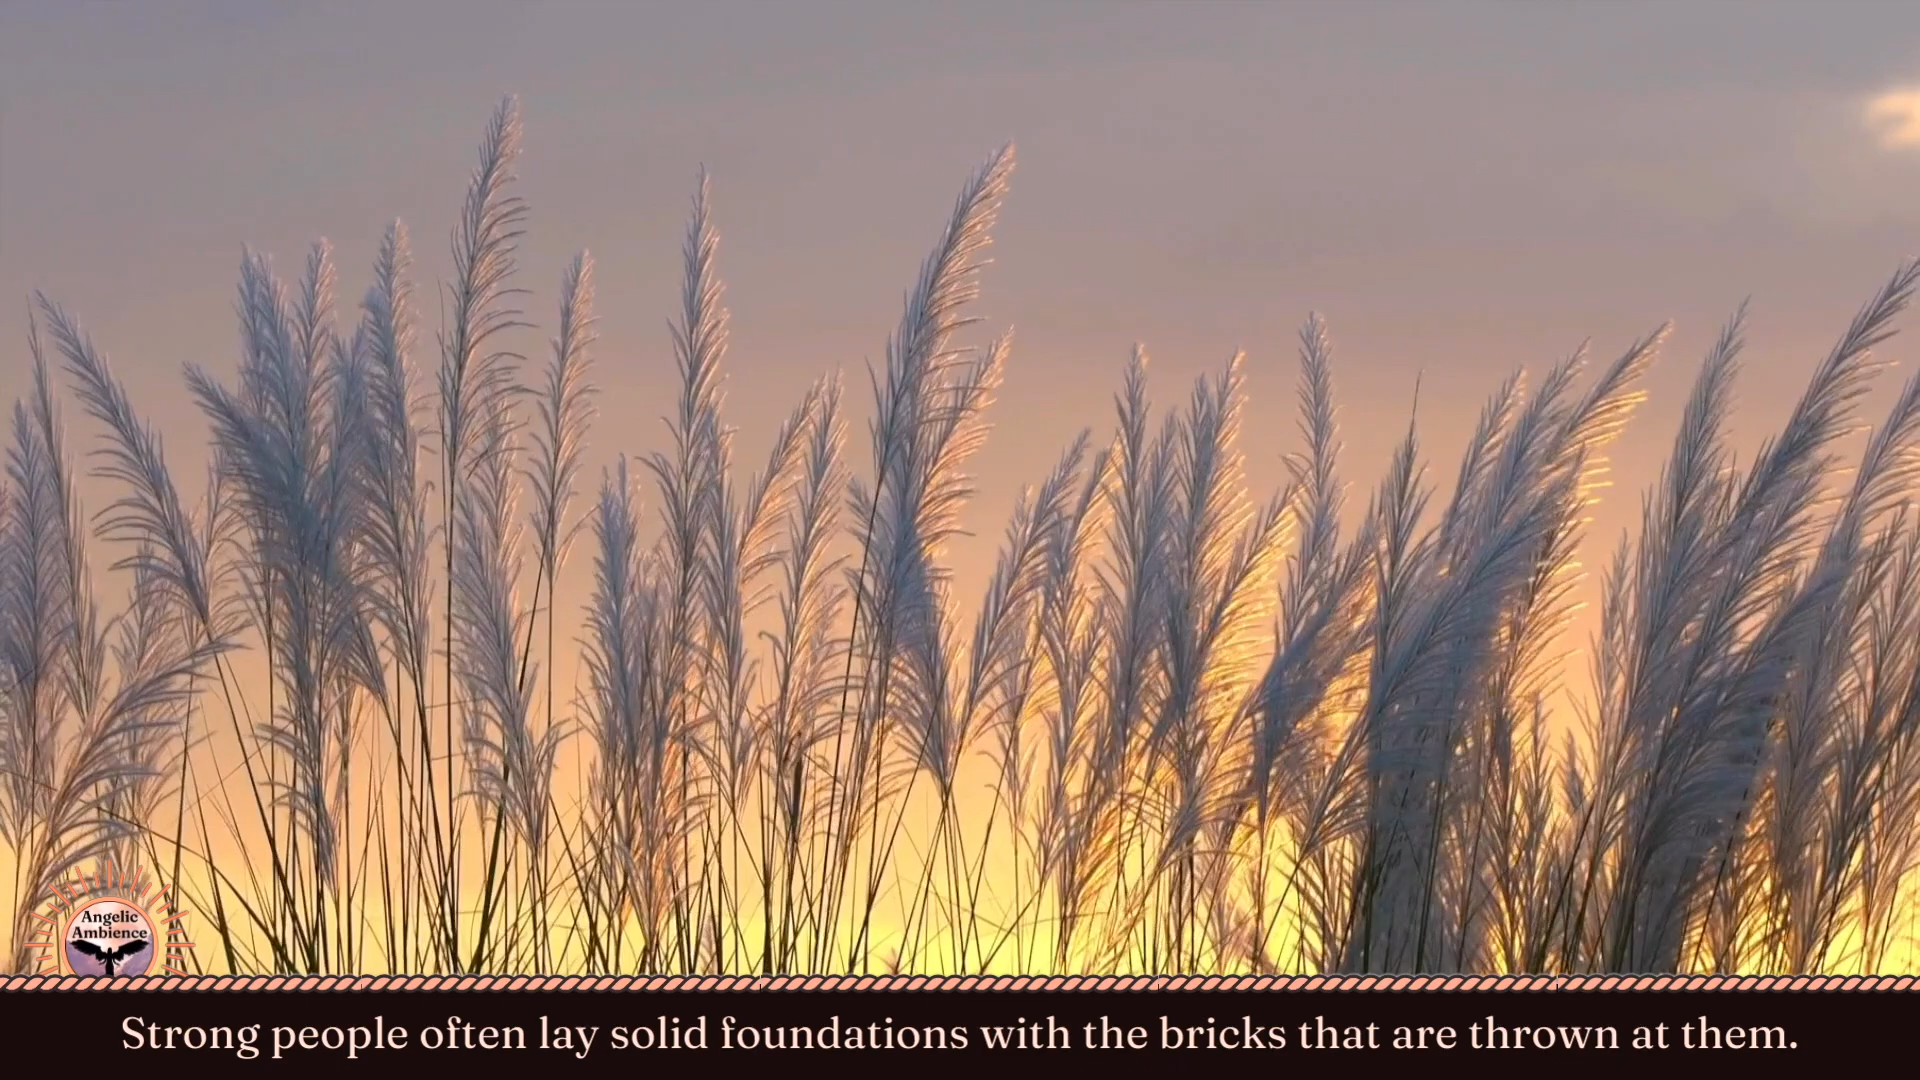 Angelic
Ambience
Strong people often lay solid foundations with the bricks that are thrown at them.